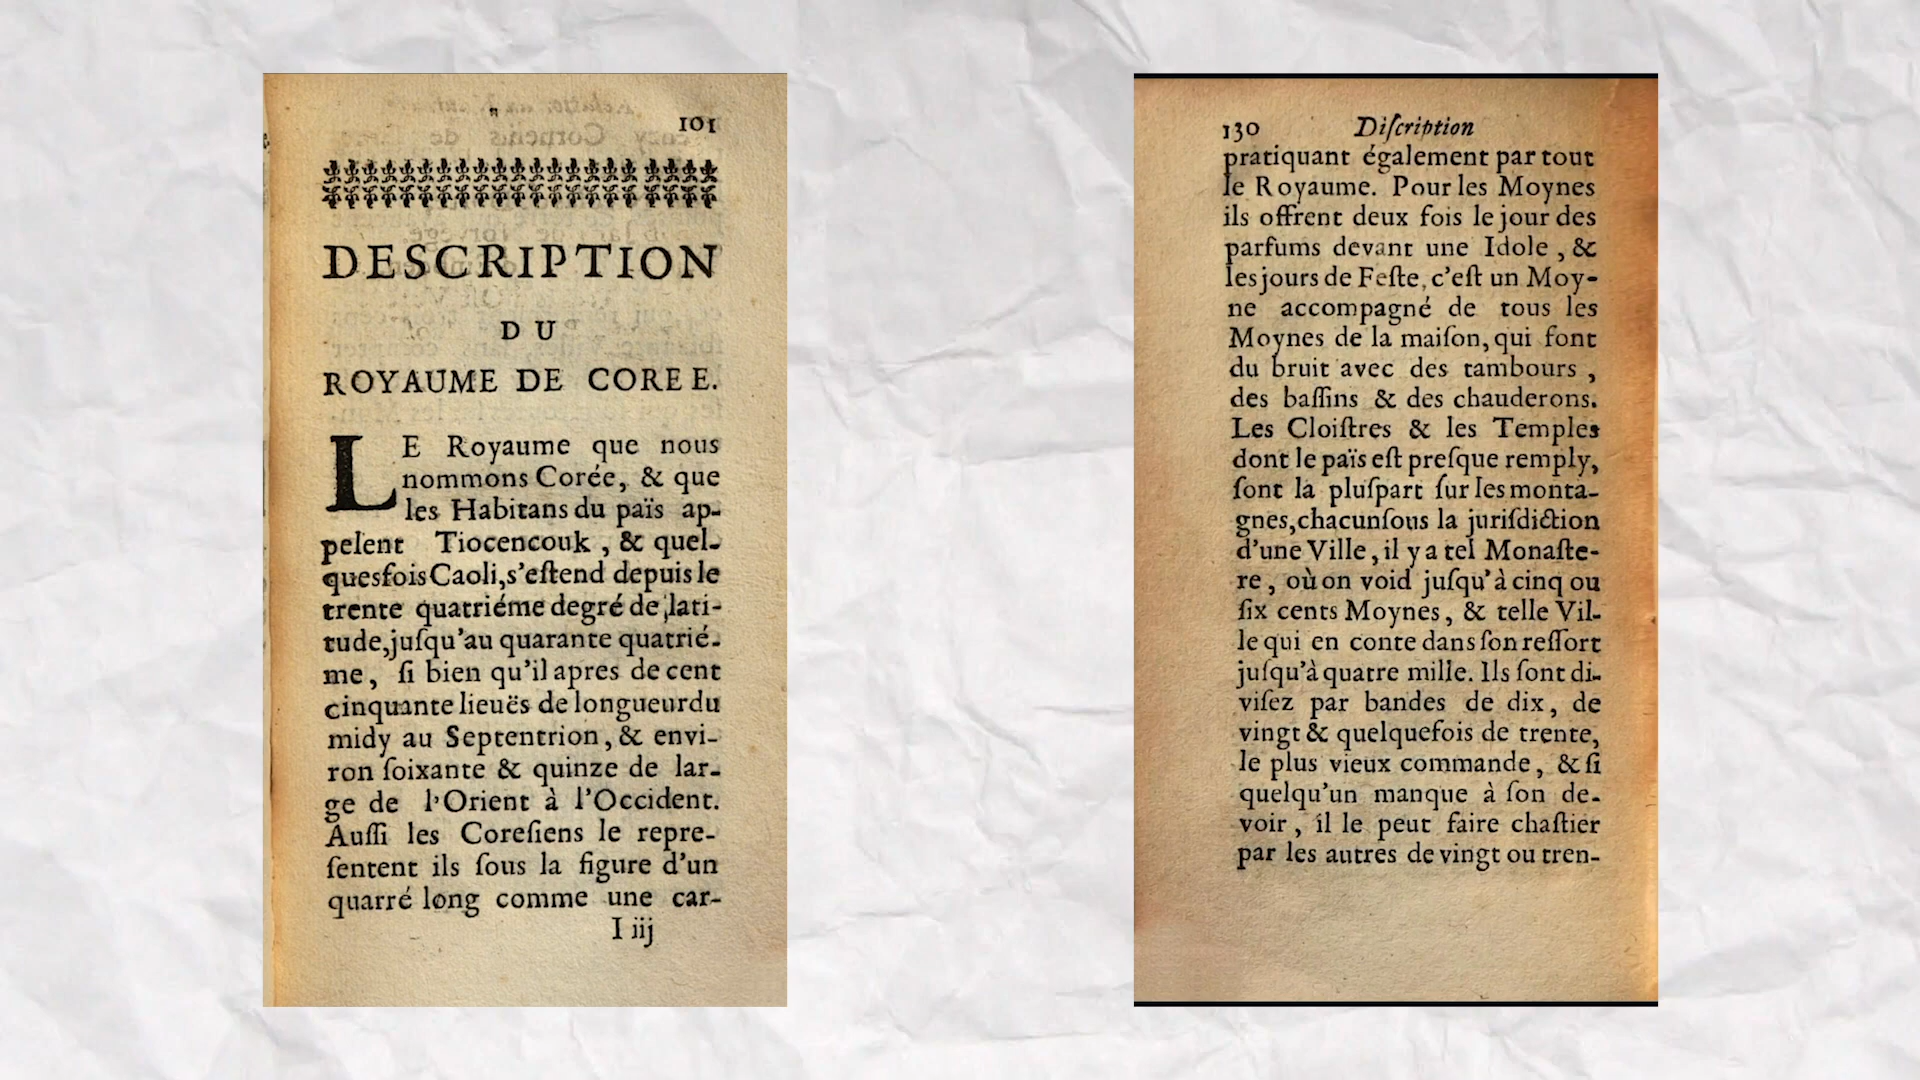 101
DESCRIPTION
DU
ROYAUME DE COREE.
LE Royaume que nous
nommons Corée, & que
les Habitans du païs ap-
pelent Tiocencouk, & quel-
quesfois Caoli, s'eſtend depuis le
trente quatriéme degré de lati-
tude, juſqu'au quarante quatrié-
me, ſi bien qu'il a pres de cent
cinquante lieuës de longueur du
midy au Septentrion, & envi-
ron ſoixante & quinze de lar-
ge de l'Orient à l'Occident.
Auſſi les Coreſiens le repre-
ſentent ils ſous la figure d'un
quarré long comme une car-
I iij
130 Diſcription
pratiquant également par tout
le Royaume. Pour les Moynes
ils offrent deux fois le jour des
parfums devant une Idole, &
les jours de Feſte, c'eſt un Moy-
ne accompagné de tous les
Moynes de la maiſon, qui font
du bruit avec des tambours,
des baſſins & des chauderons.
Les Cloiſtres & les Temples
dont le païs eſt preſque remply,
ſont la pluſpart ſur les monta-
gnes, chacun ſous la juriſdiction
d'une Ville, il y a tel Monaſte-
re, où on void juſqu'à cinq ou
ſix cents Moynes, & telle Vil-
le qui en conte dans ſon reſſort
juſqu'à quatre mille. Ils ſont di-
viſez par bandes de dix, de
vingt & quelquefois de trente,
le plus vieux commande, & ſi
quelqu'un manque à ſon de-
voir, il le peut faire chaſtier
par les autres de vingt ou tren-